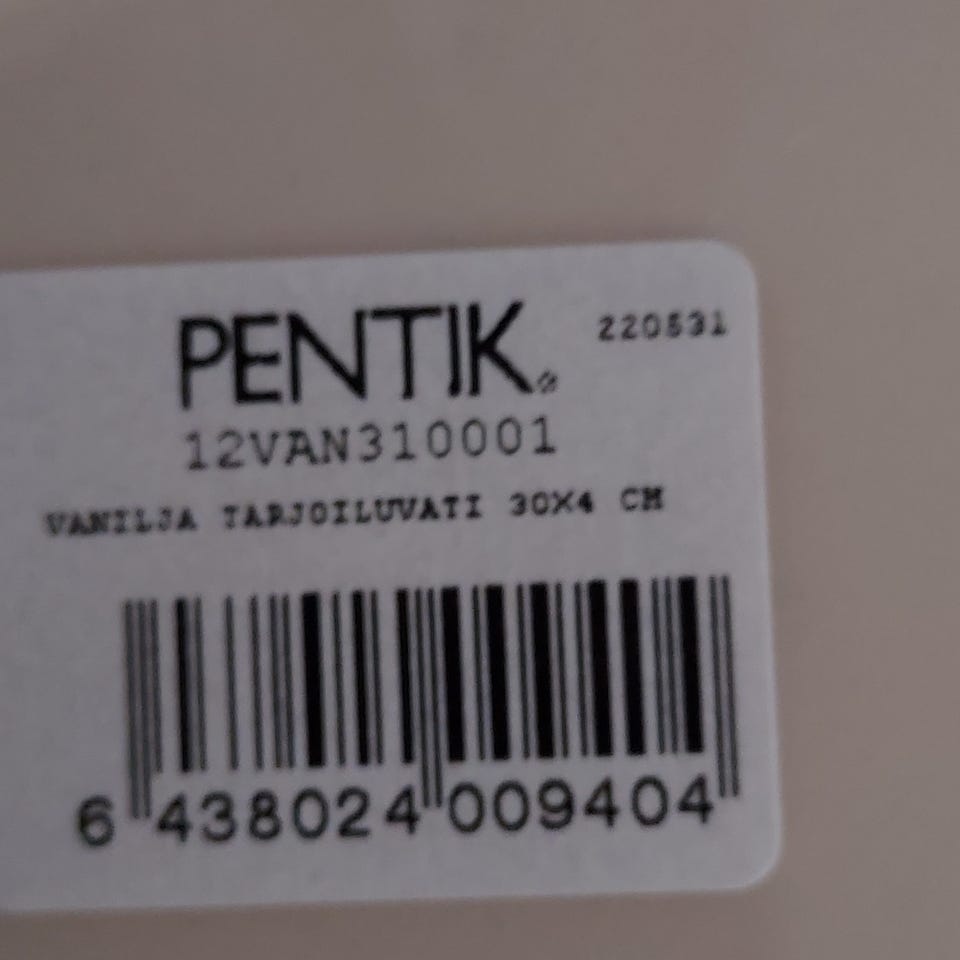 PENTIK® 220531
12VAN310001
VANILJA TARJOILUVATI 30X4 CM
6 438024 009404